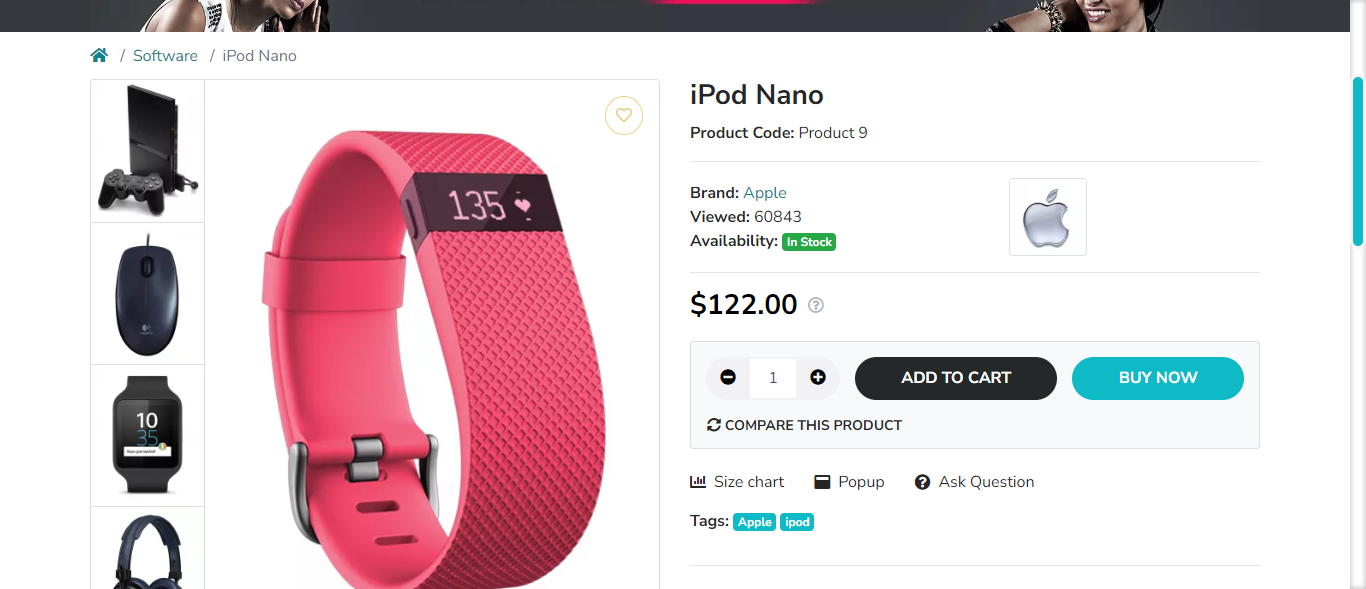 / Software / iPod Nano
iPod Nano
Product Code: Product 9
Brand: Apple
Viewed: 60843
Availability: In Stock
$122.00
1 ADD TO CART BUY NOW
COMPARE THIS PRODUCT
Size chart Popup Ask Question
Tags: Apple ipod
135
10
35